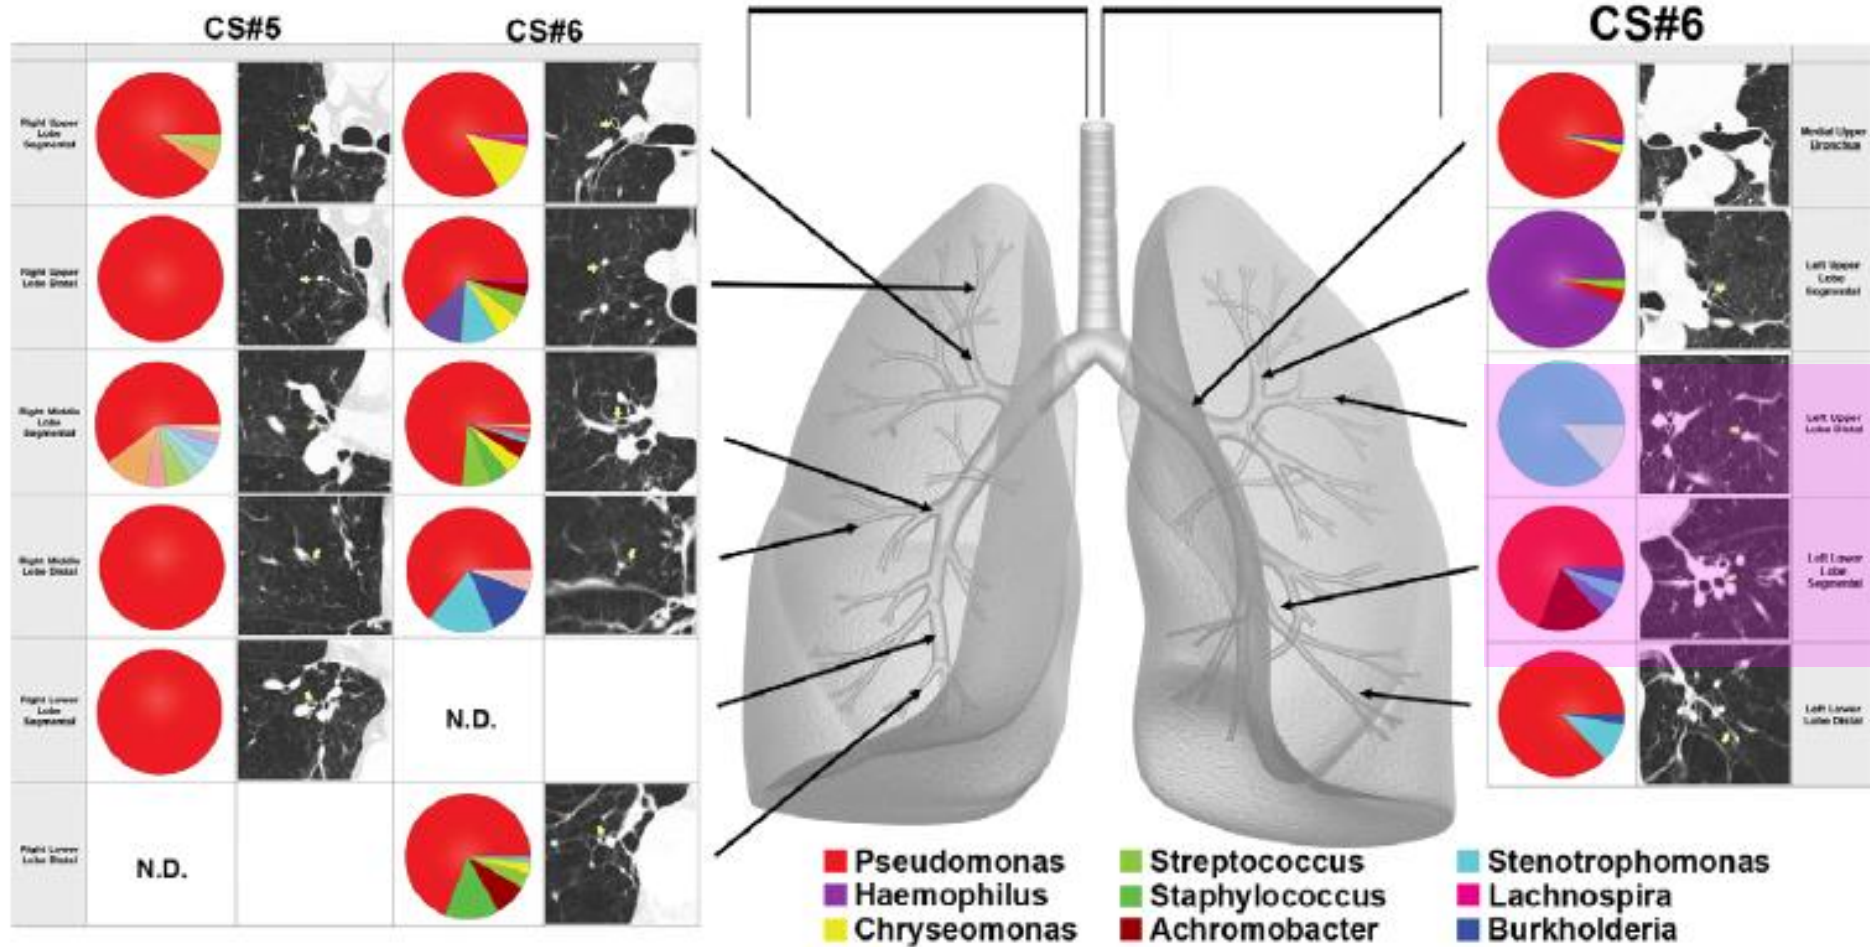 CS#5
CS#6
CS#6
Right Upper
Lobe
Segmental
Right Upper
Lobe Distal
Right Middle
Lobe
Segmental
Right Middle
Lobe Distal
Right Lower
Lobe
Segmental
N.D.
Right Lower
Lobe Distal
N.D.
Medial Upper
Bronchus
Left Upper
Lobe
Segmental
Left Upper
Lobe Distal
Left Lower
Lobe
Segmental
Left Lower
Lobe Distal
Pseudomonas
Haemophilus
Chryseomonas
Streptococcus
Staphylococcus
Achromobacter
Stenotrophomonas
Lachnospira
Burkholderia